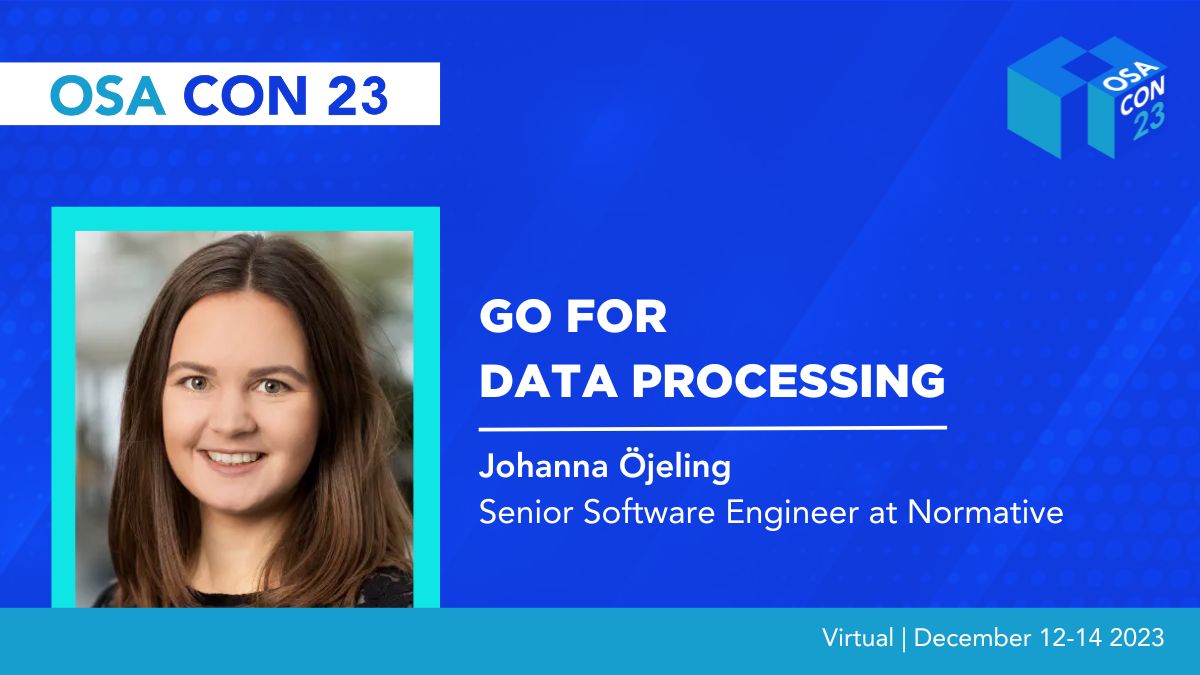 OSA CON 23
OSA
CON
23
GO FOR
DATA PROCESSING
Johanna Öjeling
Senior Software Engineer at Normative
Virtual | December 12-14 2023